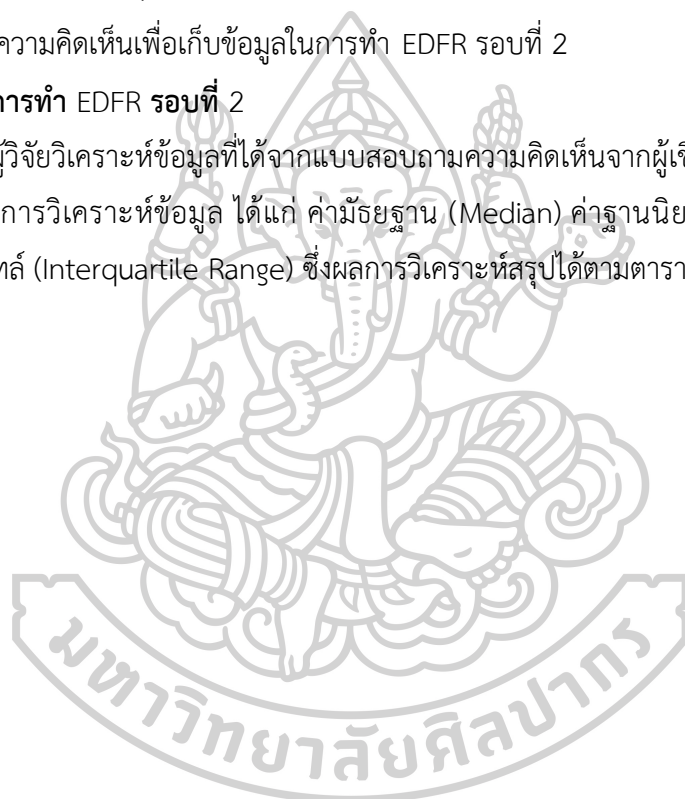 ความคิดเห็นเพื่อเก็บข้อมูลในการทำ EDFR รอบที่ 2
การทำ EDFR รอบที่ 2
ผู้วิจัยวิเคราะห์ข้อมูลที่ได้จากแบบสอบถามความคิดเห็นจากผู้เชี
การวิเคราะห์ข้อมูล ได้แก่ ค่ามัธยฐาน (Median) ค่าฐานนิย
ทล์ (Interquartile Range) ซึ่งผลการวิเคราะห์สรุปได้ตามตารา
มหาวิทยาลัยศิลปากร